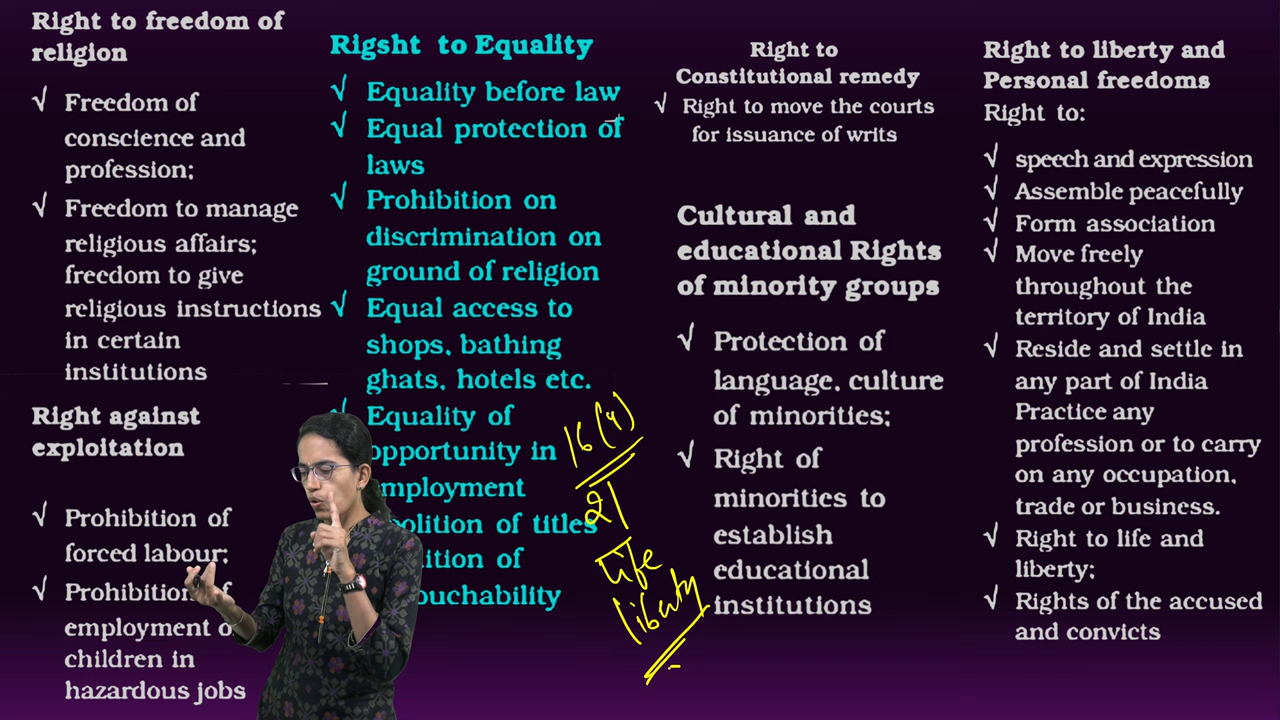 Right to freedom of
religion
√ Freedom of
conscience and
profession;
√ Freedom to manage
religious affairs;
freedom to give
religious instructions
in certain
institutions
Right against
exploitation
√ Prohibition of
forced labour;
√ Prohibition of
employment o
children in
hazardous jobs
Rigsht to Equality
√ Equality before law
√ Equal protection of
laws
√ Prohibition on
discrimination on
ground of religion
√ Equal access to
shops, bathing
ghats, hotels etc.
√ Equality of
opportunity in
employment
olition of titles
ition of
ouchability
16(4)
21
life
liberty
Right to
Constitutional remedy
√ Right to move the courts
for issuance of writs
Cultural and
educational Rights
of minority groups
√ Protection of
language, culture
of minorities;
√ Right of
minorities to
establish
educational
institutions
Right to liberty and
Personal freedoms
Right to:
√ speech and expression
√ Assemble peacefully
√ Form association
√ Move freely
throughout the
territory of India
√ Reside and settle in
any part of India
Practice any
profession or to carry
on any occupation,
trade or business.
√ Right to life and
liberty;
√ Rights of the accused
and convicts